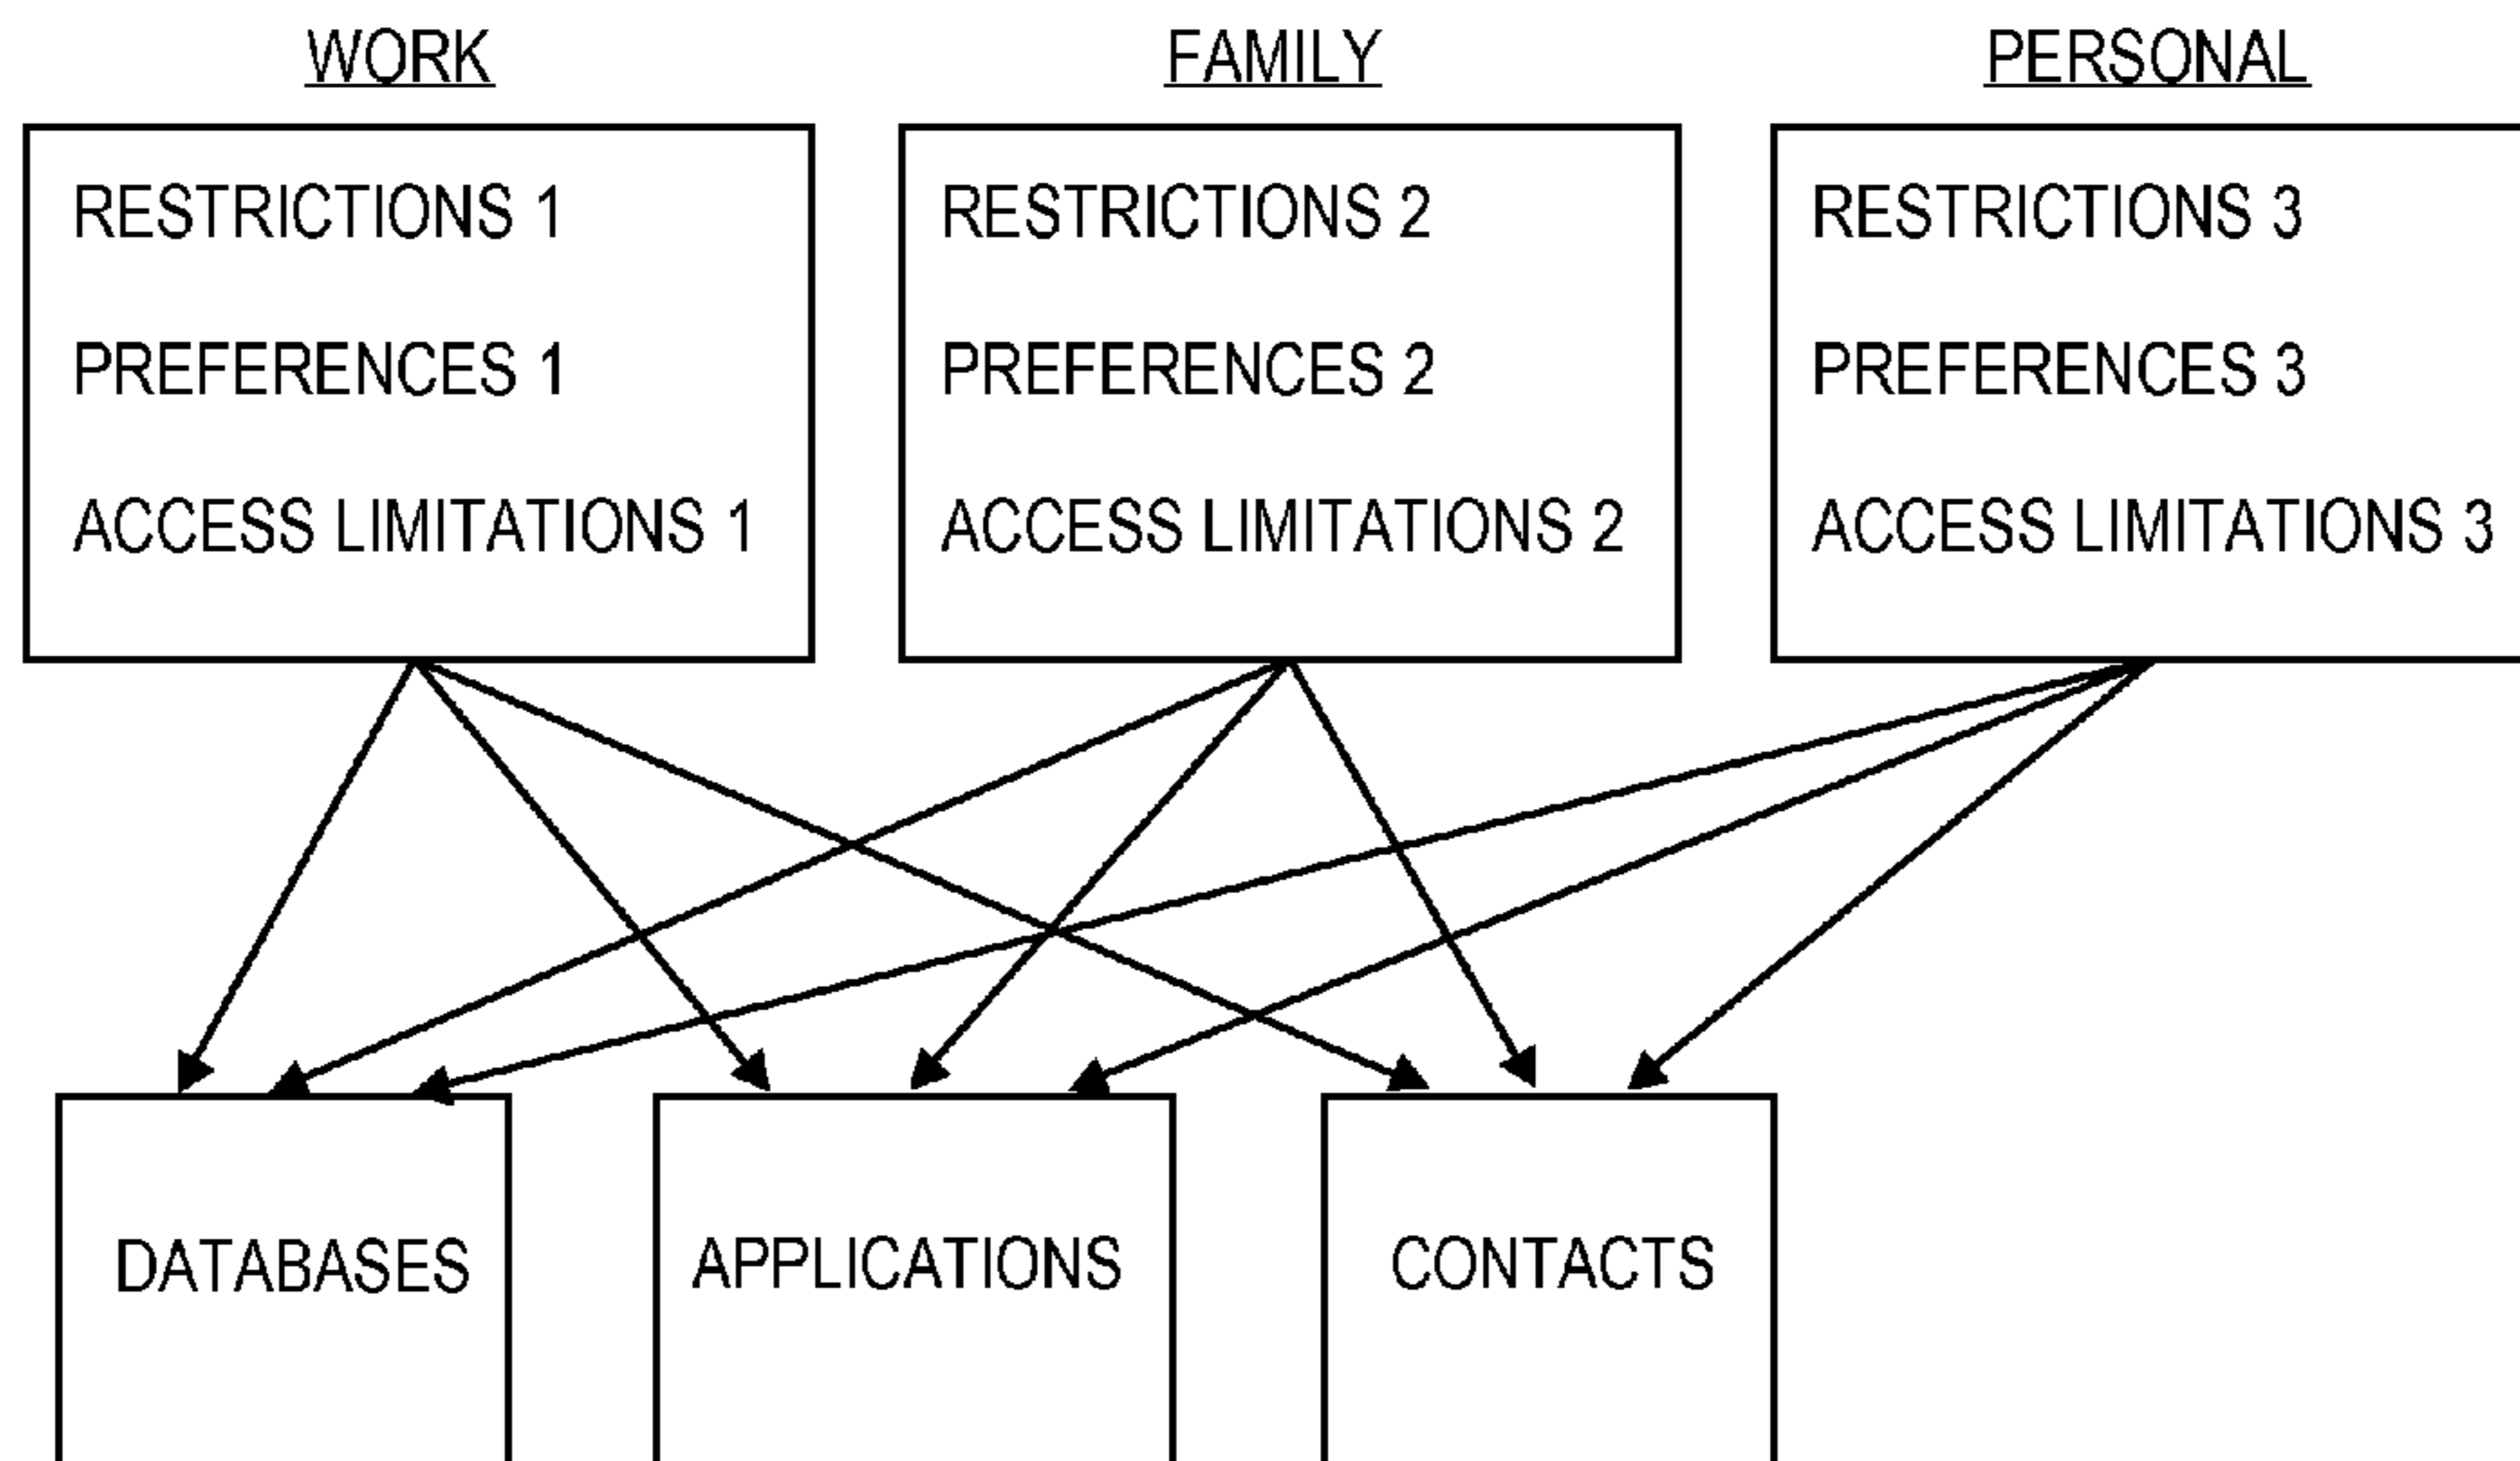 WORK
FAMILY
PERSONAL
RESTRICTIONS 1
PREFERENCES 1
ACCESS LIMITATIONS 1
RESTRICTIONS 2
PREFERENCES 2
ACCESS LIMITATIONS 2
RESTRICTIONS 3
PREFERENCES 3
ACCESS LIMITATIONS 3
DATABASES
APPLICATIONS
CONTACTS